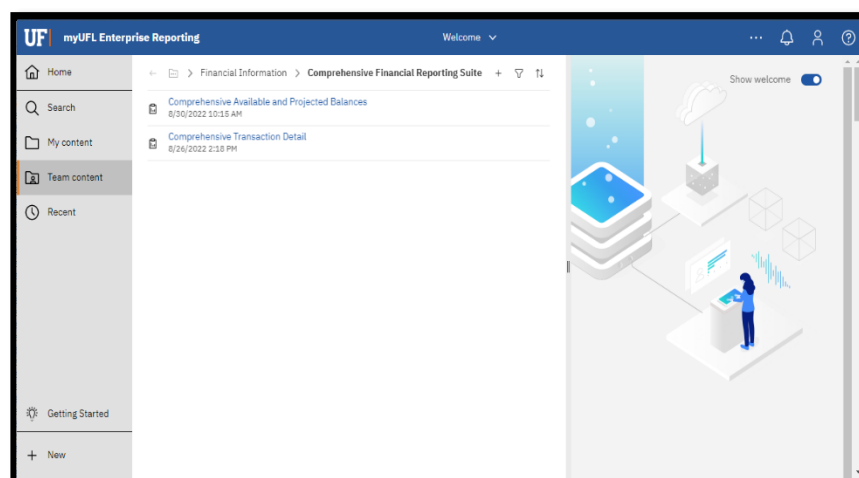 UF myUFL Enterprise Reporting
Welcome
Home
Search
My content
Team content
Recent
Getting Started
New
Financial Information > Comprehensive Financial Reporting Suite
Comprehensive Available and Projected Balances
8/30/2022 10:15 AM
Comprehensive Transaction Detail
8/26/2022 2:18 PM
Show welcome